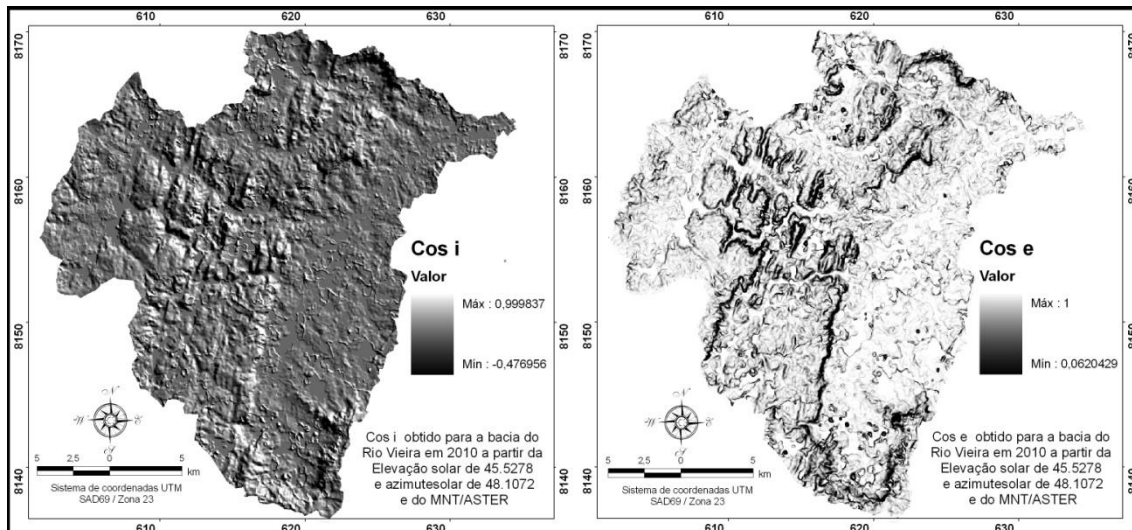 610
620
630
8170
8170
8160
8160
8150
8150
8140
8140
Cos i
Valor
Máx : 0,999837
Mín : -0,476956
N
W
E
S
5
2.5
0
5
km
Sistema de coordenadas UTM
SAD69 / Zona 23
Cos i obtido para a bacia do
Rio Vieira em 2010 a partir da
Elevação solar de 45.5278
e azimutesolar de 48.1072
e do MNT/ASTER
610
620
630
610
620
630
8170
8160
8150
8140
Cos e
Valor
Máx : 1
Mín : 0,0620429
N
W
E
S
5
2.5
0
5
km
Sistema de coordenadas UTM
SAD69 / Zona 23
Cos e obtido para a bacia do
Rio Vieira em 2010 a partir da
Elevação solar de 45.5278
e azimutesolar de 48.1072
e do MNT/ASTER
610
620
630